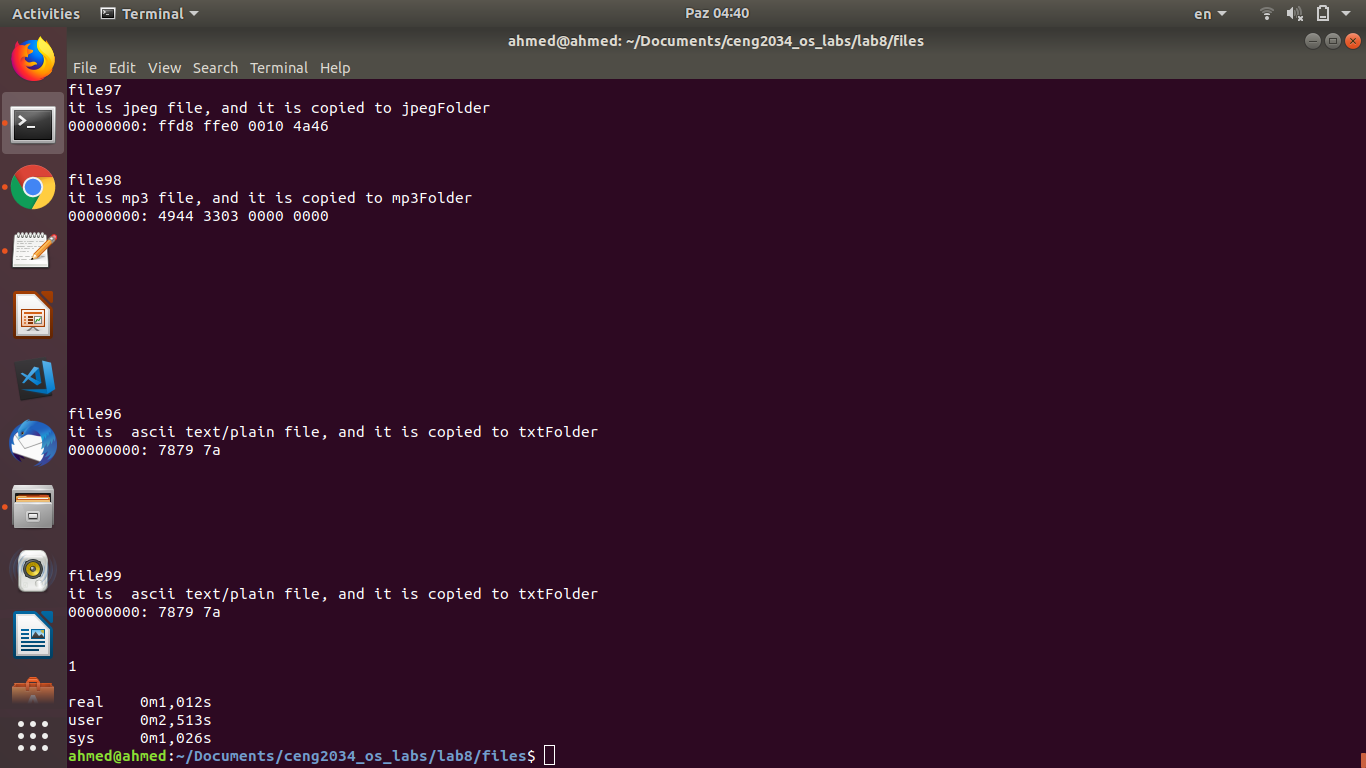 Activities Terminal Paz 04:40 en
ahmed@ahmed: ~/Documents/ceng2034_os_labs/lab8/files
File Edit View Search Terminal Help
file97
it is jpeg file, and it is copied to jpegFolder
00000000: ffd8 ffe0 0010 4a46
file98
it is mp3 file, and it is copied to mp3Folder
00000000: 4944 3303 0000 0000
file96
it is  ascii text/plain file, and it is copied to txtFolder
00000000: 7879 7a
file99
it is  ascii text/plain file, and it is copied to txtFolder
00000000: 7879 7a
1
real    0m1,012s
user    0m2,513s
sys     0m1,026s
ahmed@ahmed:~/Documents/ceng2034_os_labs/lab8/files$